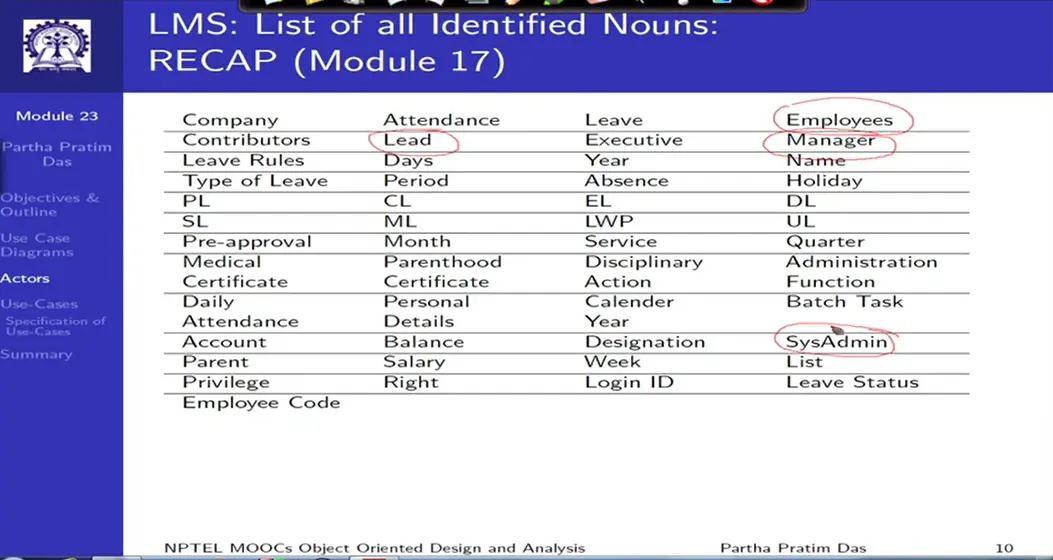 LMS: List of all Identified Nouns:
RECAP (Module 17)
Module 23
Partha Pratim
Das
Objectives &
Outline
Use Case
Diagrams
Actors
Use-Cases
Specification of
Use-Cases
Summary
Company Attendance Leave Employees
Contributors Lead Executive Manager
Leave Rules Days Year Name
Type of Leave Period Absence Holiday
PL CL EL DL
SL ML LWP UL
Pre-approval Month Service Quarter
Medical Parenthood Disciplinary Administration
Certificate Certificate Action Function
Daily Personal Calender Batch Task
Attendance Details Year
Account Balance Designation SysAdmin
Parent Salary Week List
Privilege Right Login ID Leave Status
Employee Code
NPTEL MOOCs Object Oriented Design and Analysis Partha Pratim Das 10